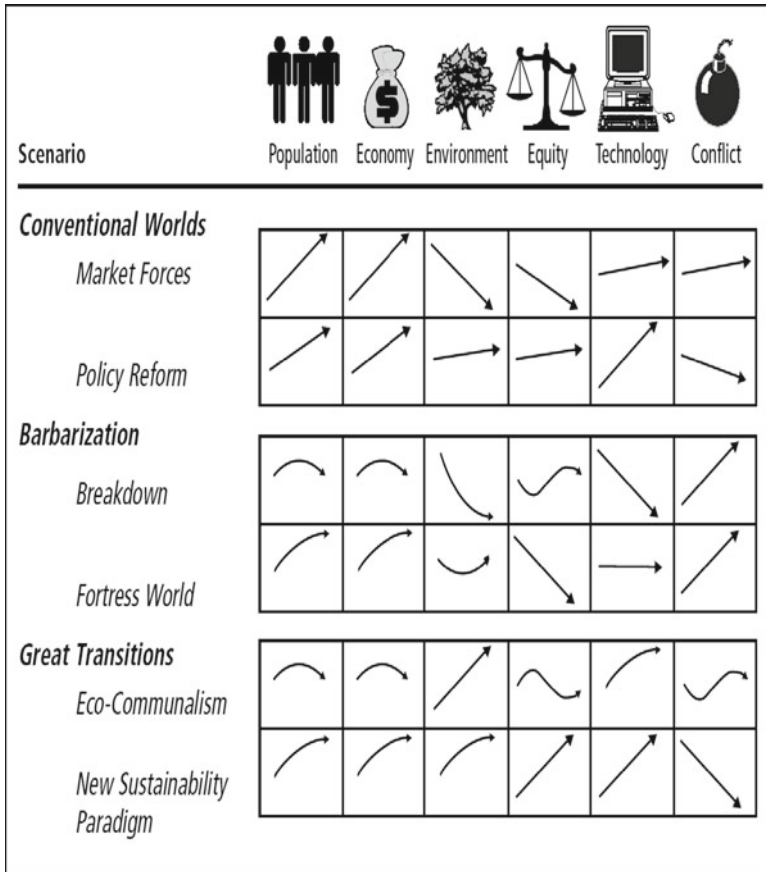 $
Scenario Population Economy Environment Equity Technology Conflict
Conventional Worlds
Market Forces
Policy Reform
Barbarization
Breakdown
Fortress World
Great Transitions
Eco-Communalism
New Sustainability
Paradigm